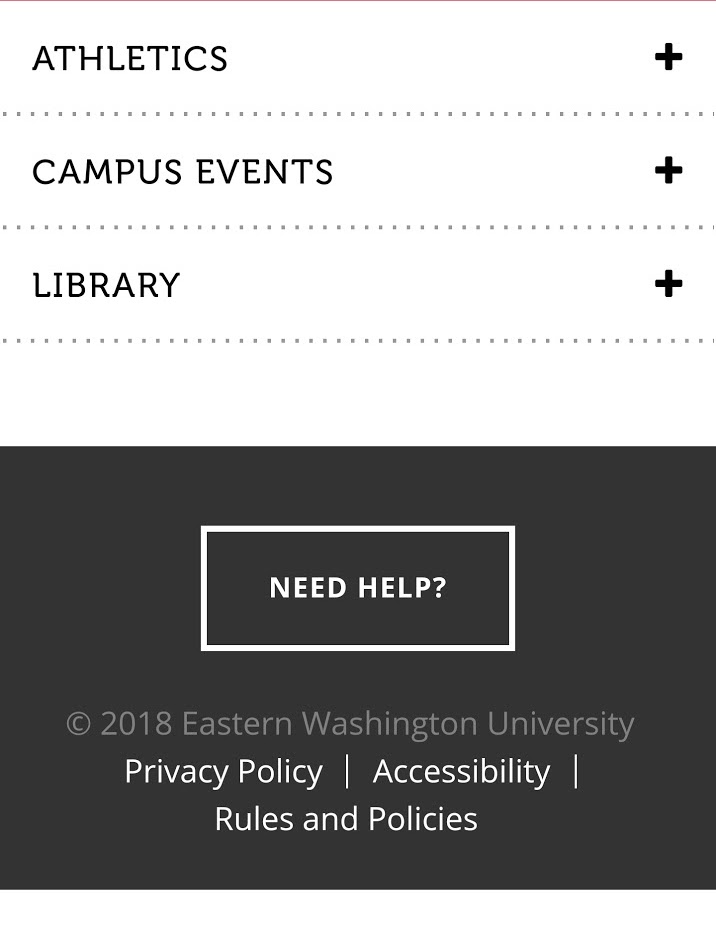 ATHLETICS
CAMPUS EVENTS
LIBRARY
NEED HELP?
© 2018 Eastern Washington University
Privacy Policy | Accessibility |
Rules and Policies